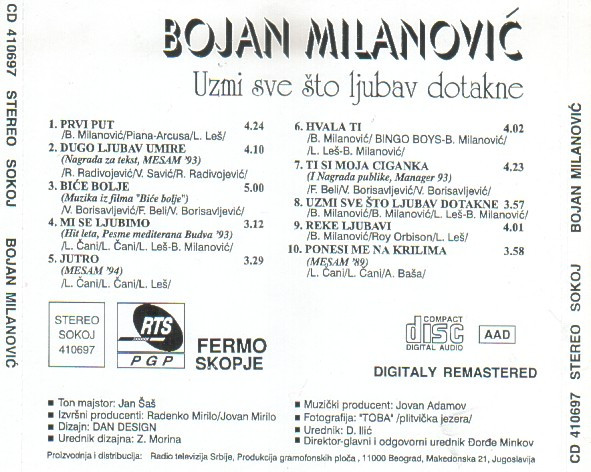 BOJAN MILANOVIĆ
Uzmi sve što ljubav dotakne
1. PRVI PUT 4.24
/B. Milanović/Piana-Arcusa/L. Leš/
2. DUGO LJUBAV UMIRE 4.10
(Nagrada za tekst, MESAM '93)
/R. Radivojević/V. Savić/R. Radivojević/
3. BIĆE BOLJE 5.00
(Muzika iz filma "Biće bolje")
/V. Borisavljević/F. Beli/V. Borisavljević/
4. MI SE LJUBIMO 3.12
(Hit leta, Pesme mediterana Budva '93)
/L. Čani/L. Čani/L. Leš-B. Milanović/
5. JUTRO 3.29
(MESAM '94)
/L. Čani/L. Čani/L. Leš/
6. HVALA TI 4.02
/B. Milanović/ BINGO BOYS-B. Milanović/
/L. Leš-B. Milanović/
7. TI SI MOJA CIGANKA 4.23
(I Nagrada publike, Manager 93)
/F. Beli/V. Borisavljević/V. Borisavljević/
8. UZMI SVE ŠTO LJUBAV DOTAKNE 3.57
/B. Milanović/B. Milanović/L. Leš-B. Milanović/
9. REKE LJUBAVI 4.01
/B. Milanović/Roy Orbison/L. Leš/
10. PONESI ME NA KRILIMA 3.58
(MESAM '89)
/L. Čani/L. Čani/A. Baša/
STEREO
SOKOJ
410697
RTS
PGP
FERMO
SKOPJE
COMPACT
disc
DIGITAL AUDIO
AAD
DIGITALY REMASTERED
■ Ton majstor: Jan Šaš
■ Izvršni producenti: Radenko Mirilo/Jovan Mirilo
■ Dizajn: DAN DESIGN
■ Urednik dizajna: Z. Morina
■ Muzički producent: Jovan Adamov
■ Fotografija: "TOBA" /plitvička jezera/
■ Urednik: D. Ilić
■ Direktor-glavni i odgovorni urednik Đorđe Minkov
Proizvodnja i distribucija: Radio televizija Srbije, Produkcija gramofonskih ploča , 11000 Beograd, Makedonska 21, Jugoslavija
CD 410697 STEREO SOKOJ BOJAN MILANOVIĆ
CD 410697 STEREO SOKOJ BOJAN MILANOVIĆ